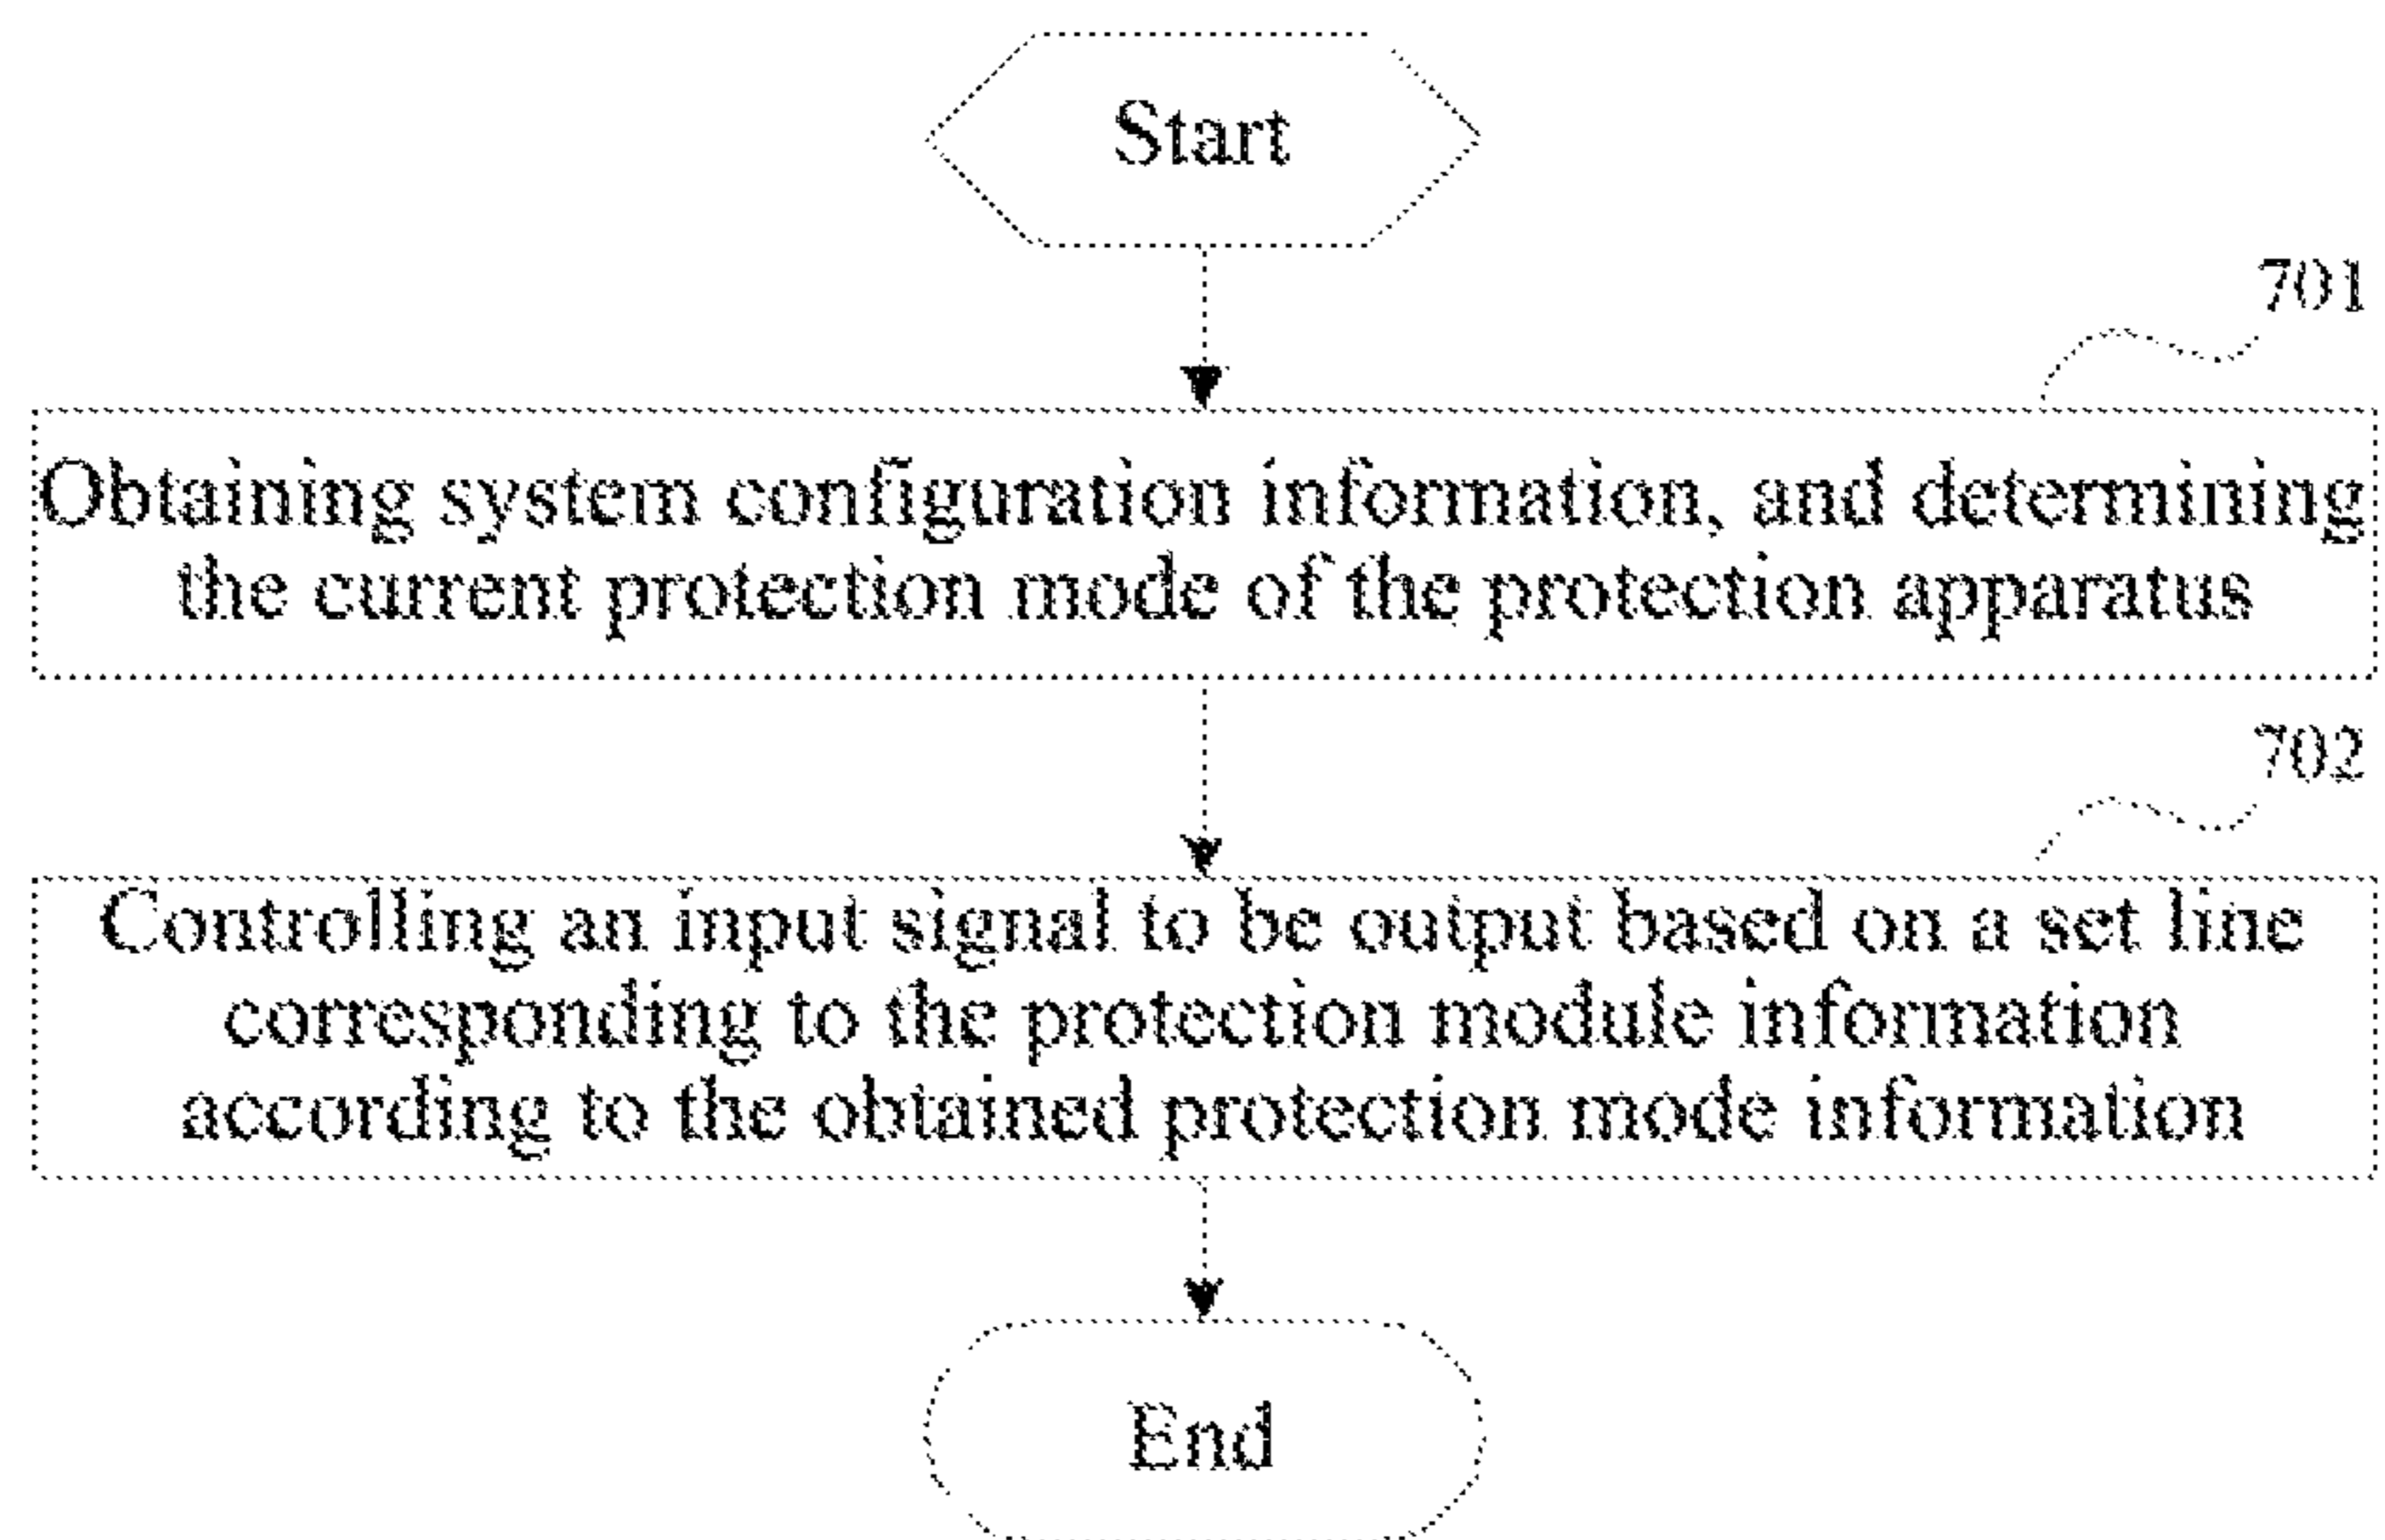 Start
701
Obtaining system configuration information, and determining
the current protection mode of the protection apparatus
702
Controlling an input signal to be output based on a set line
corresponding to the protection module information
according to the obtained protection mode information
End